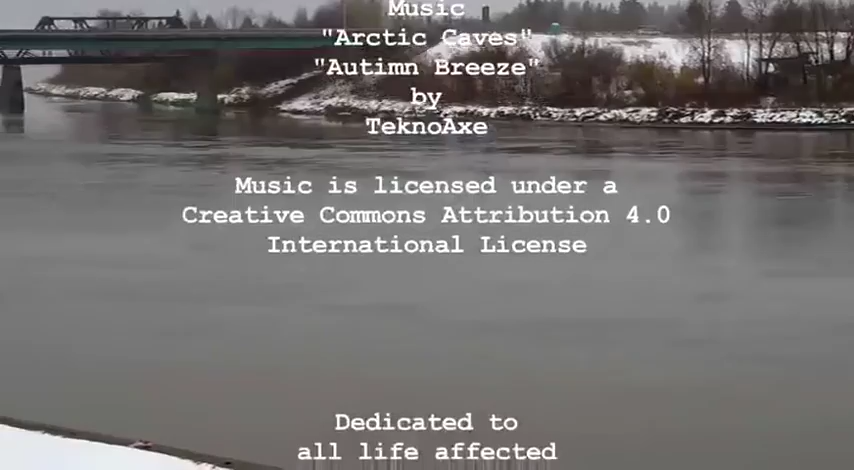 Music
"Arctic Caves"
"Autimn Breeze"
by
TeknoAxe
Music is licensed under a
Creative Commons Attribution 4.0
International License
Dedicated to
all life affected